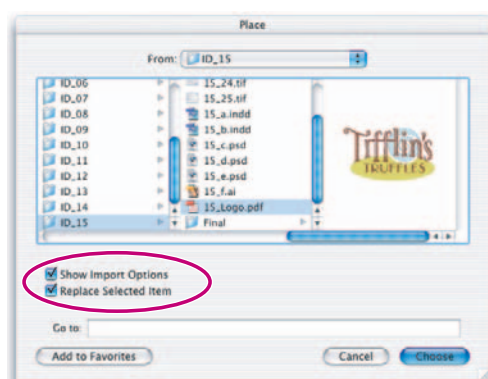 Place
From: ID_15
ID_06
ID_07
ID_08
ID_09
ID_10
ID_11
ID_12
ID_13
ID_14
ID_15
15_24.tif
15_25.tif
15_a.indd
15_b.indd
15_c.psd
15_d.psd
15_e.psd
15_f.ai
15_Logo.pdf
Final
Trifflin's
TRUFFLES
Show Import Options
Replace Selected Item
Go to:
Add to Favorites
Cancel
Choose